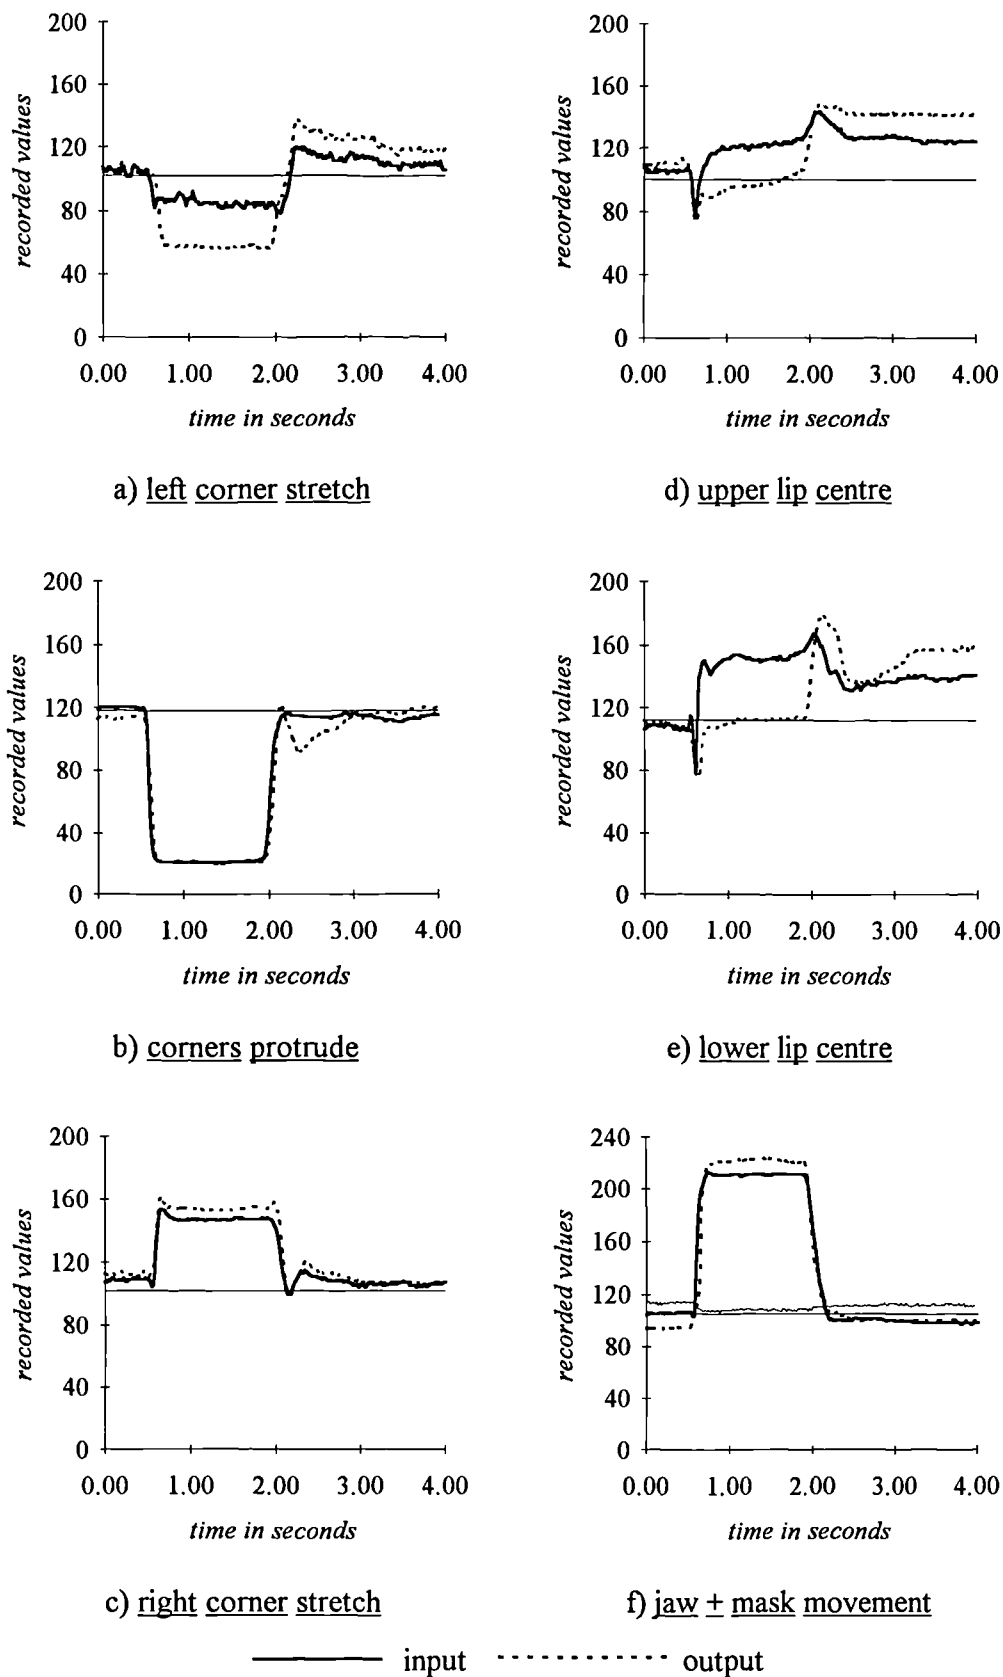 200
160
120
80
40
0
recorded values
0.00 1.00 2.00 3.00 4.00
time in seconds
a) left corner stretch
200
160
120
80
40
0
recorded values
0.00 1.00 2.00 3.00 4.00
time in seconds
d) upper lip centre
200
160
120
80
40
0
recorded values
0.00 1.00 2.00 3.00 4.00
time in seconds
b) corners protrude
200
160
120
80
40
0
recorded values
0.00 1.00 2.00 3.00 4.00
time in seconds
e) lower lip centre
200
160
120
80
40
0
recorded values
0.00 1.00 2.00 3.00 4.00
time in seconds
c) right corner stretch
240
200
160
120
80
40
0
recorded values
0.00 1.00 2.00 3.00 4.00
time in seconds
f) jaw + mask movement
input output